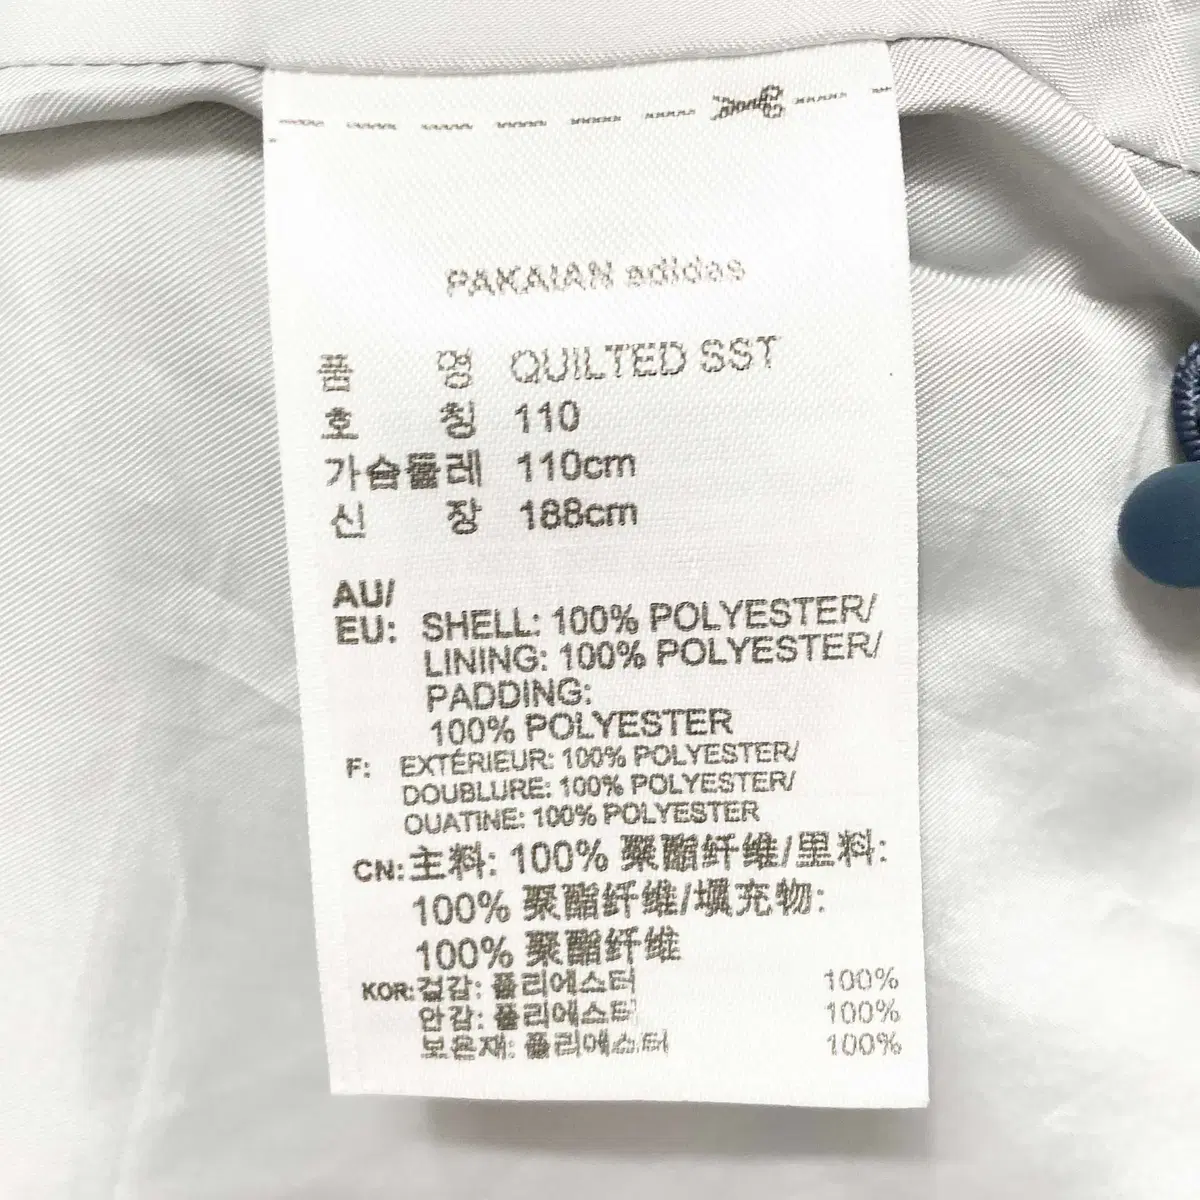 PAKAIAN adidas
품 명 QUILTED SST
호 칭 110
가슴둘레 110cm
신 장 188cm
AU/
EU: SHELL: 100% POLYESTER/
LINING: 100% POLYESTER/
PADDING:
100% POLYESTER
F: EXTÉRIEUR: 100% POLYESTER/
DOUBLURE: 100% POLYESTER/
OUATINE: 100% POLYESTER
CN: 主料: 100% 聚酯纤维/里料:
100% 聚酯纤维/填充物:
100% 聚酯纤维
KOR: 겉감: 폴리에스터 100%
안감: 폴리에스터 100%
보온재: 폴리에스터 100%